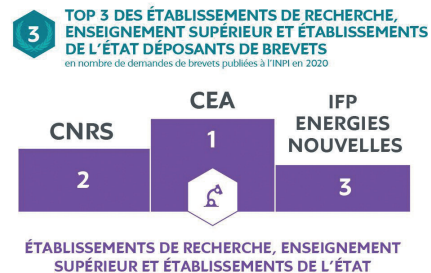 3
TOP 3 DES ÉTABLISSEMENTS DE RECHERCHE,
ENSEIGNEMENT SUPÉRIEUR ET ÉTABLISSEMENTS
DE L'ÉTAT DÉPOSANTS DE BREVETS
en nombre de demandes de brevets publiées à l'INPI en 2020
CEA
1
CNRS
2
IFP
ENERGIES
NOUVELLES
3
ÉTABLISSEMENTS DE RECHERCHE, ENSEIGNEMENT
SUPÉRIEUR ET ÉTABLISSEMENTS DE L'ÉTAT